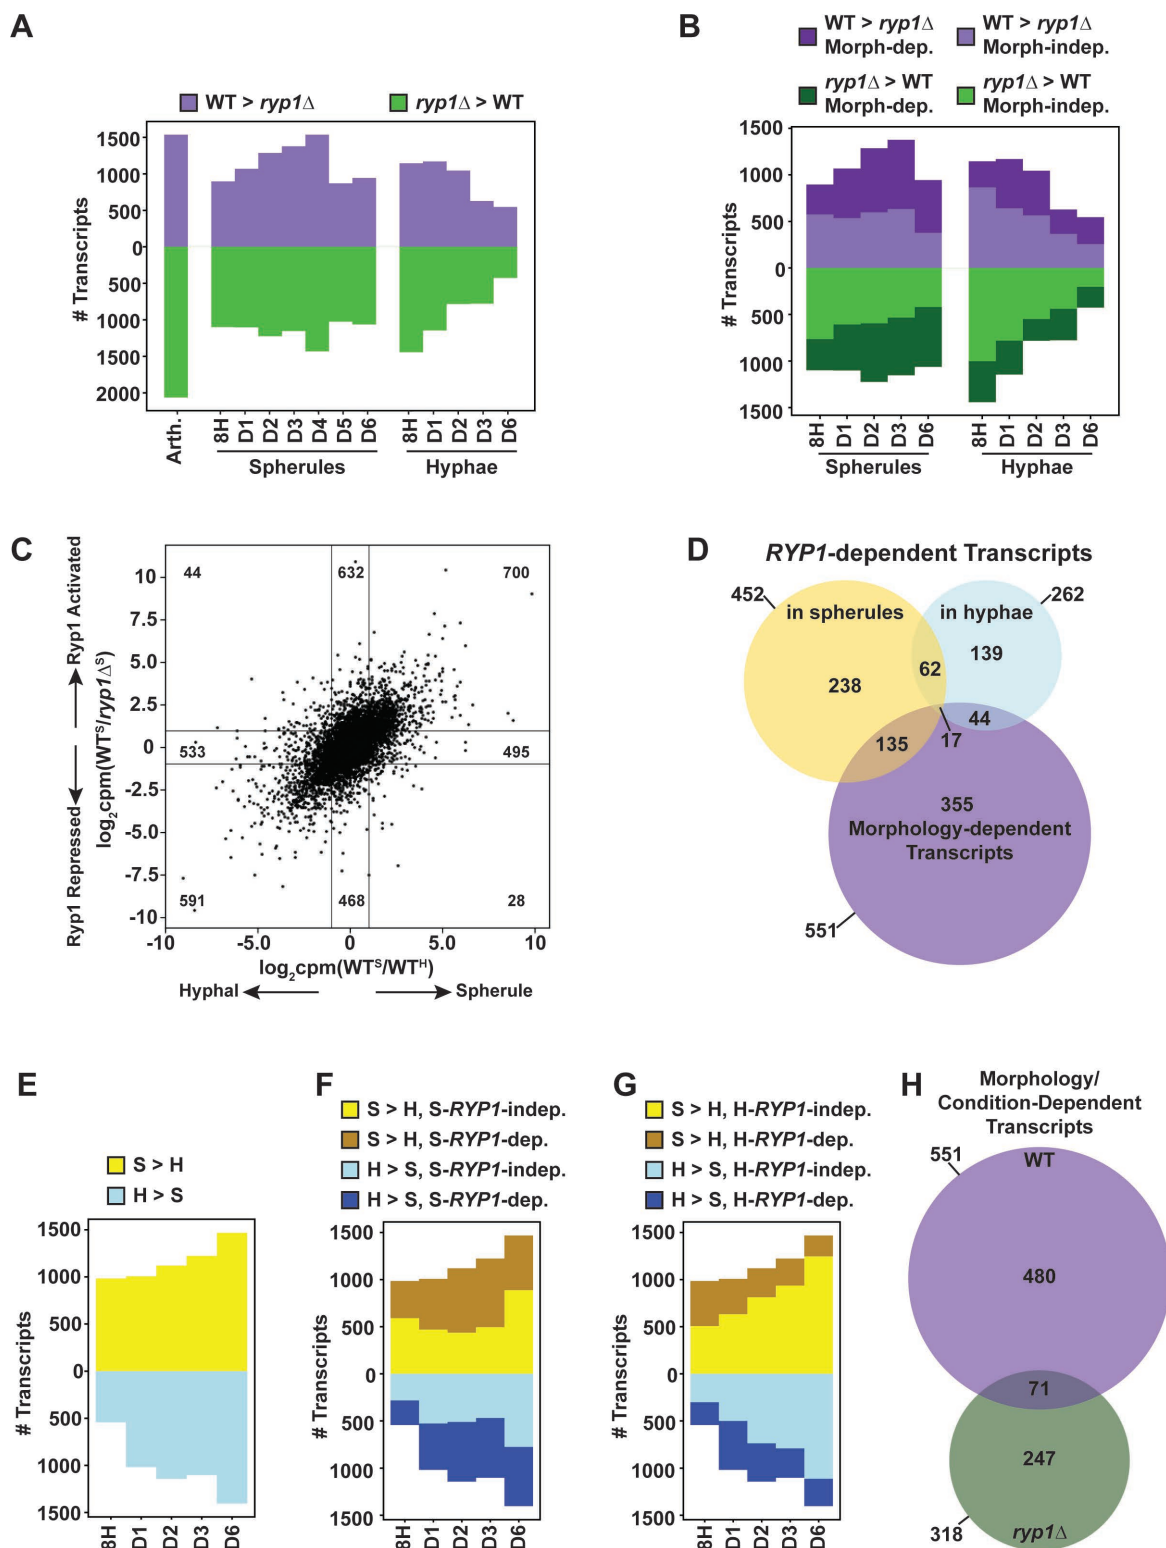 A
WT > ryp1Δ
ryp1Δ > WT
# Transcripts
1500
1000
500
0
500
1000
1500
2000
Arth.
8H
D1
D2
D3
D4
D5
D6
Spherules
8H
D1
D2
D3
D6
Hyphae
B
WT > ryp1Δ
Morph-dep.
WT > ryp1Δ
Morph-indep.
ryp1Δ > WT
Morph-dep.
ryp1Δ > WT
Morph-indep.
# Transcripts
1500
1000
500
0
500
1000
1500
8H
D1
D2
D3
D6
Spherules
8H
D1
D2
D3
D6
Hyphae
C
Ryp1 Repressed
Ryp1 Activated
log₂cpm(WTˢ/ryp1Δˢ)
10
7.5
5.0
2.5
0
-2.5
-5.0
-7.5
-10
44
632
700
533
495
591
468
28
-10
-5.0
0
5.0
10
log₂cpm(WTˢ/WTᴴ)
Hyphal
Spherule
D
RYP1-dependent Transcripts
452
in spherules
in hyphae
262
238
62
139
135
17
44
355
Morphology-dependent
Transcripts
551
E
S > H
H > S
# Transcripts
1500
1000
500
0
500
1000
1500
8H
D1
D2
D3
D6
F
S > H, S-RYP1-indep.
S > H, S-RYP1-dep.
H > S, S-RYP1-indep.
H > S, S-RYP1-dep.
# Transcripts
1500
1000
500
0
500
1000
1500
8H
D1
D2
D3
D6
G
S > H, H-RYP1-indep.
S > H, H-RYP1-dep.
H > S, H-RYP1-indep.
H > S, H-RYP1-dep.
# Transcripts
1500
1000
500
0
500
1000
1500
8H
D1
D2
D3
D6
H
Morphology/
Condition-Dependent
Transcripts
551
WT
480
71
247
318
ryp1Δ